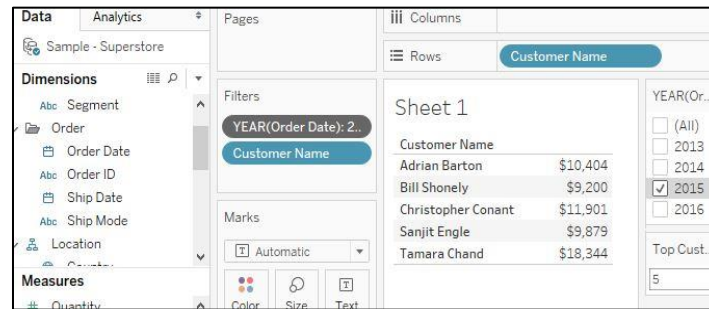 Data
Analytics
Pages
Columns
Sample - Superstore
Rows
Customer Name
Dimensions
Abc Segment
Order
Order Date
Abc Order ID
Ship Date
Abc Ship Mode
Location
Country
Measures
# Quantity
Filters
YEAR(Order Date): 2..
Customer Name
Marks
Automatic
Color Size Text
Sheet 1
Customer Name
Adrian Barton $10,404
Bill Shonely $9,200
Christopher Conant $11,901
Sanjit Engle $9,879
Tamara Chand $18,344
YEAR(Or..
(All)
2013
2014
2015
2016
Top Cust..
5